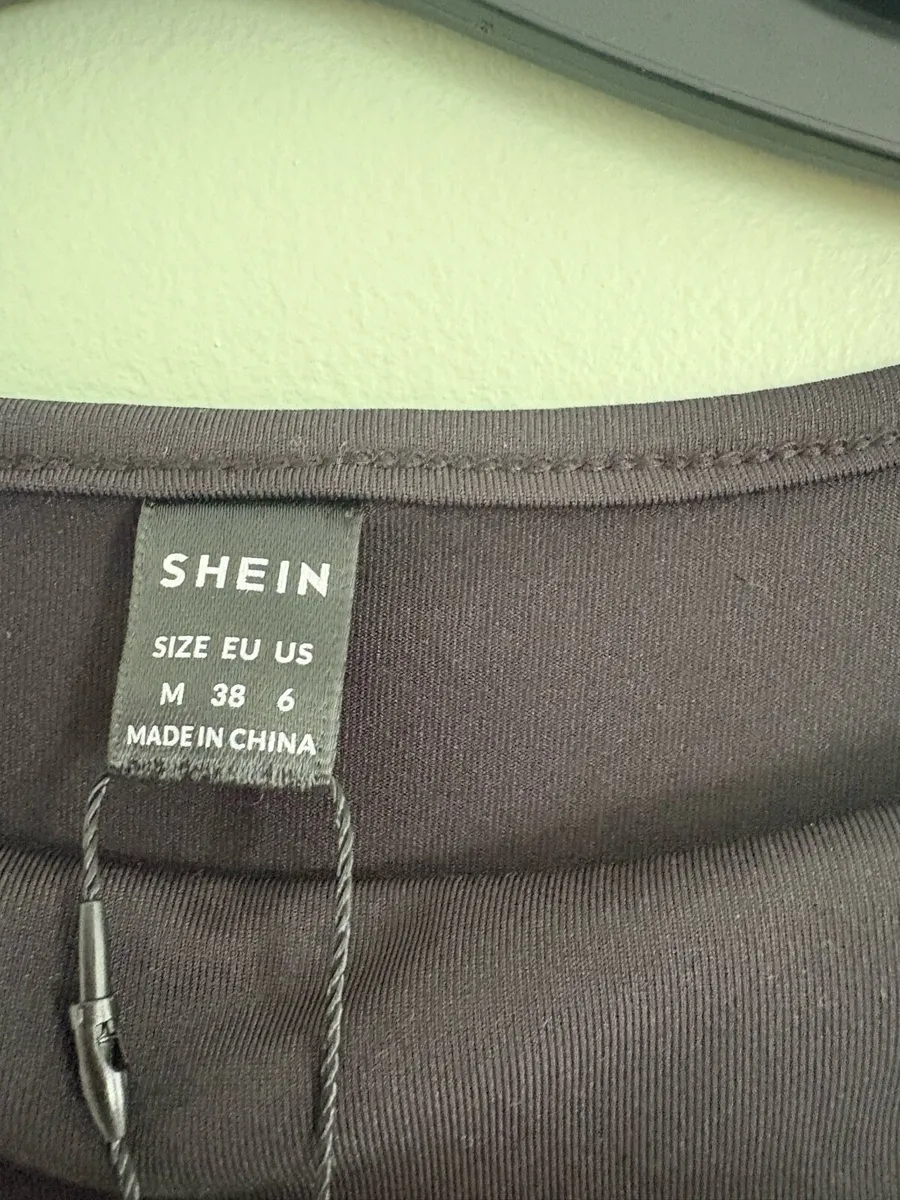 SHEIN
SIZE EU US
M 38 6
MADE IN CHINA